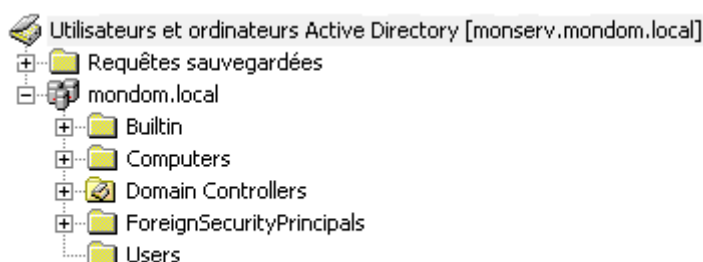 Utilisateurs et ordinateurs Active Directory [monserv.mondom.local]
Requêtes sauvegardées
mondom.local
Builtin
Computers
Domain Controllers
ForeignSecurityPrincipals
Users